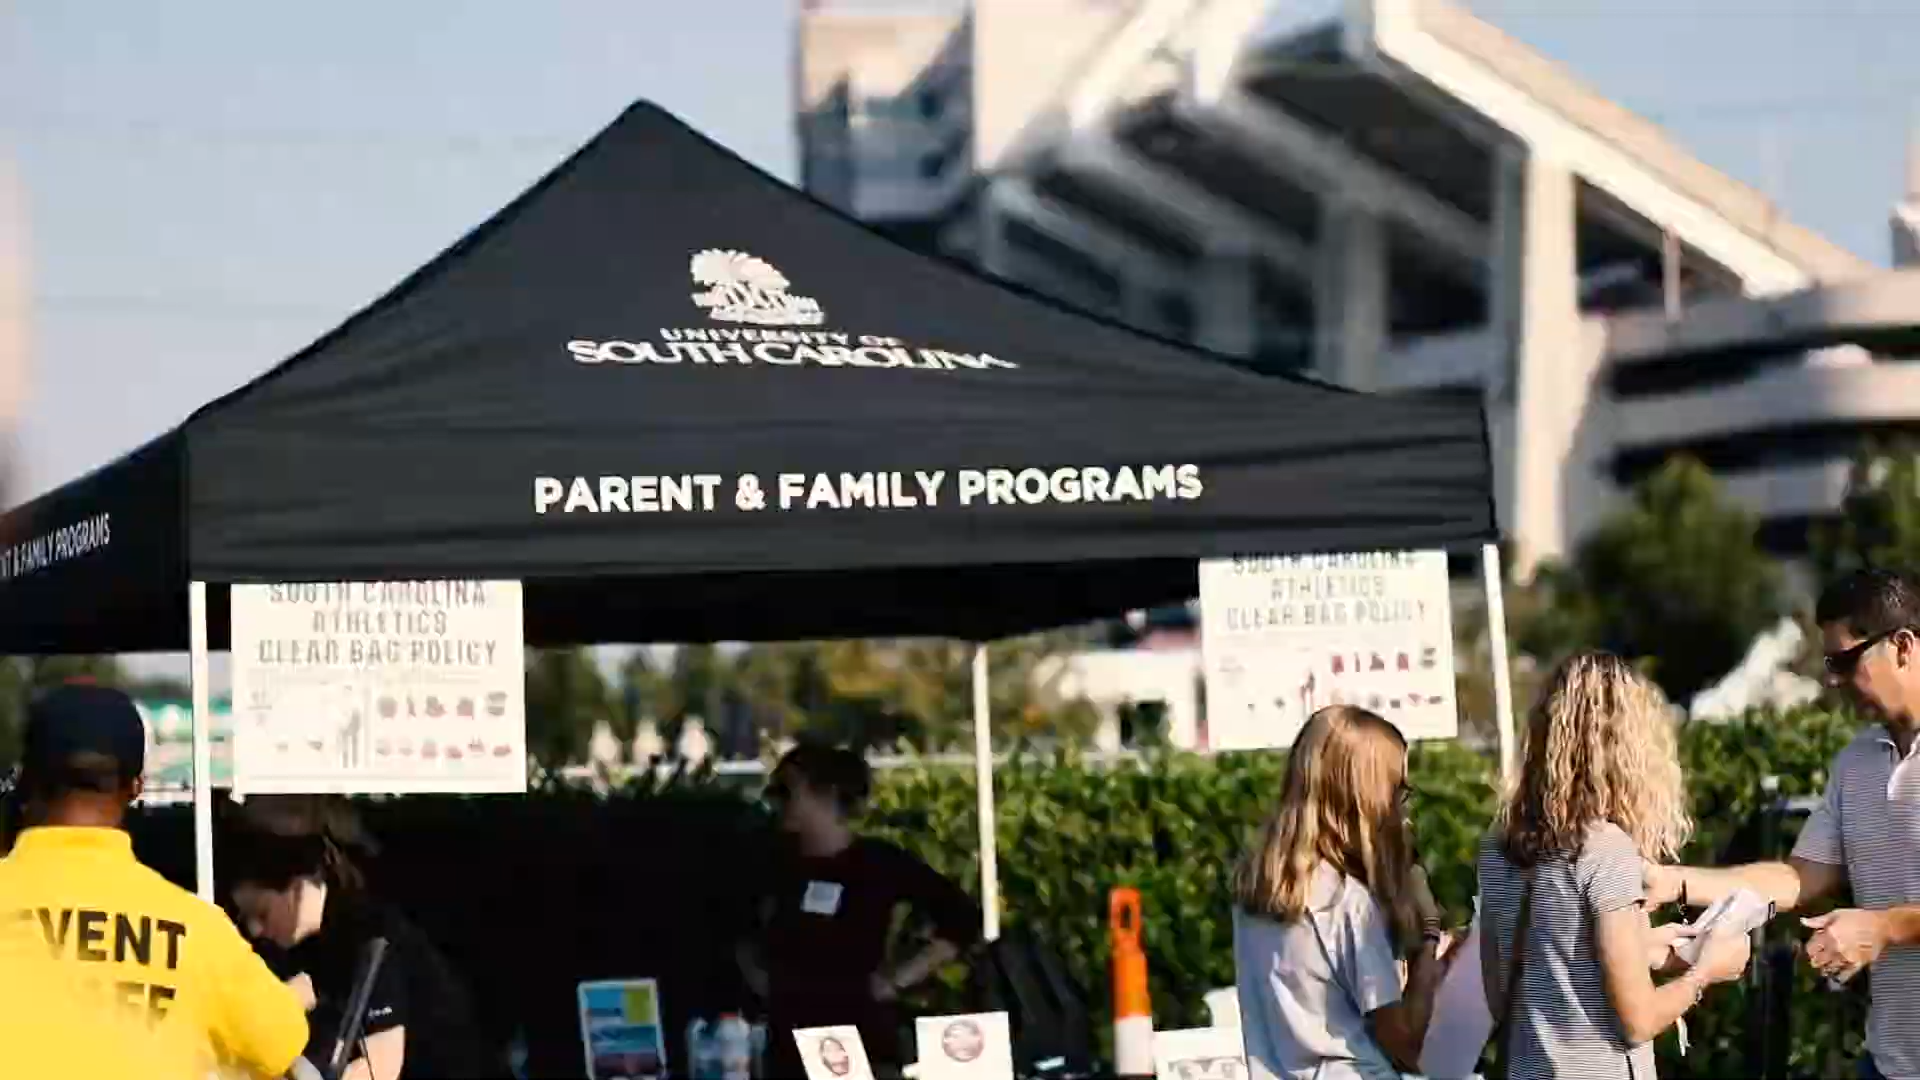 UNIVERSITY OF
SOUTH CAROLINA
PARENT & FAMILY PROGRAMS
& FAMILY PROGRAMS
SOUTH CAROLINA
ATHLETICS
CLEAR BAG POLICY
SOUTH CAROLINA
ATHLETICS
CLEAR BAG POLICY
VENT